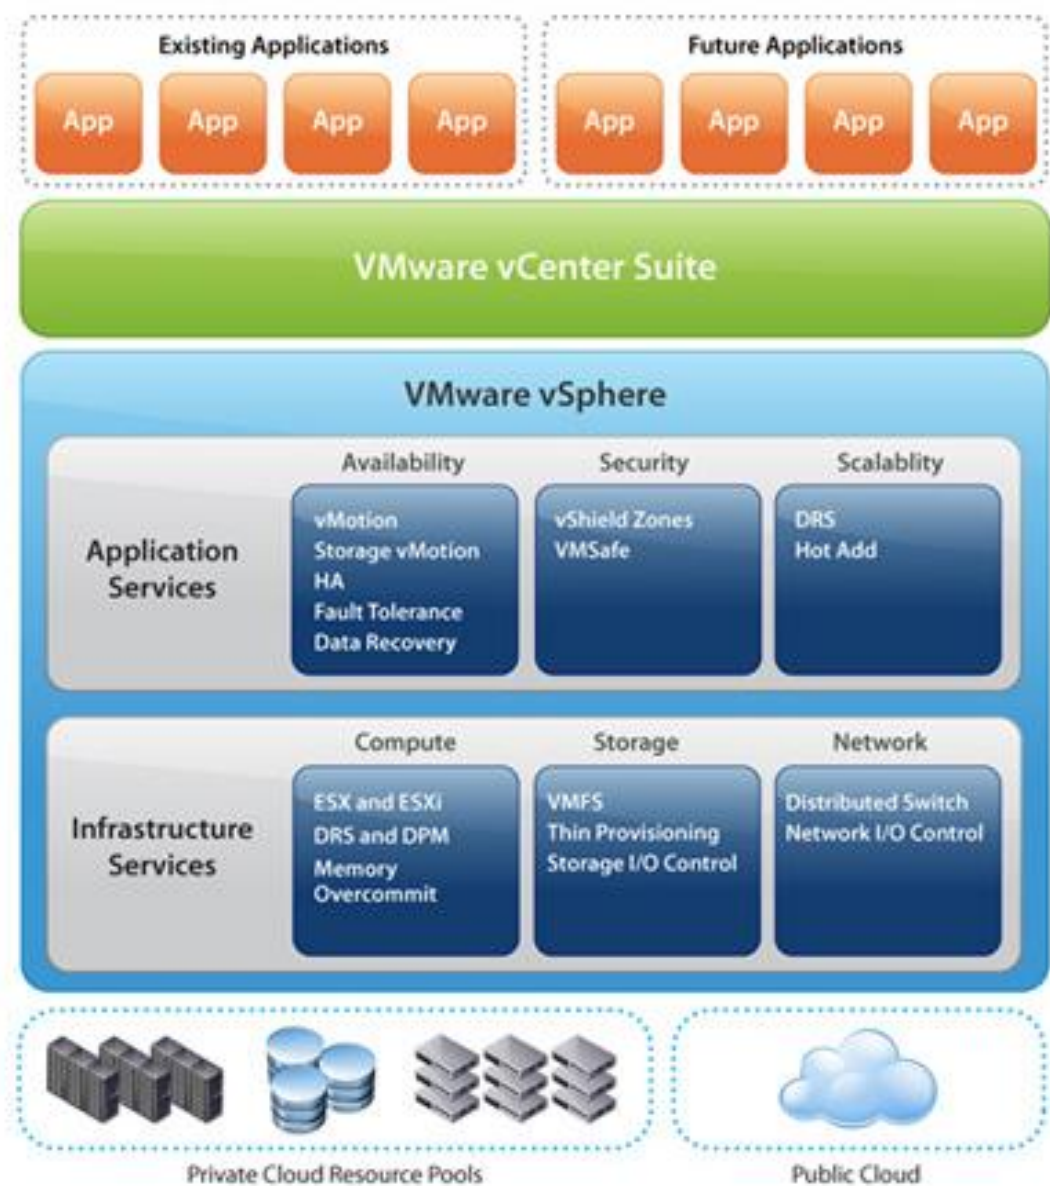 Existing Applications
Future Applications
App App App App
App App App App
VMware vCenter Suite
VMware vSphere
Application
Services
Availability
vMotion
Storage vMotion
HA
Fault Tolerance
Data Recovery
Security
vShield Zones
VMSafe
Scalablity
DRS
Hot Add
Infrastructure
Services
Compute
ESX and ESXi
DRS and DPM
Memory
Overcommit
Storage
VMFS
Thin Provisioning
Storage I/O Control
Network
Distributed Switch
Network I/O Control
Private Cloud Resource Pools
Public Cloud